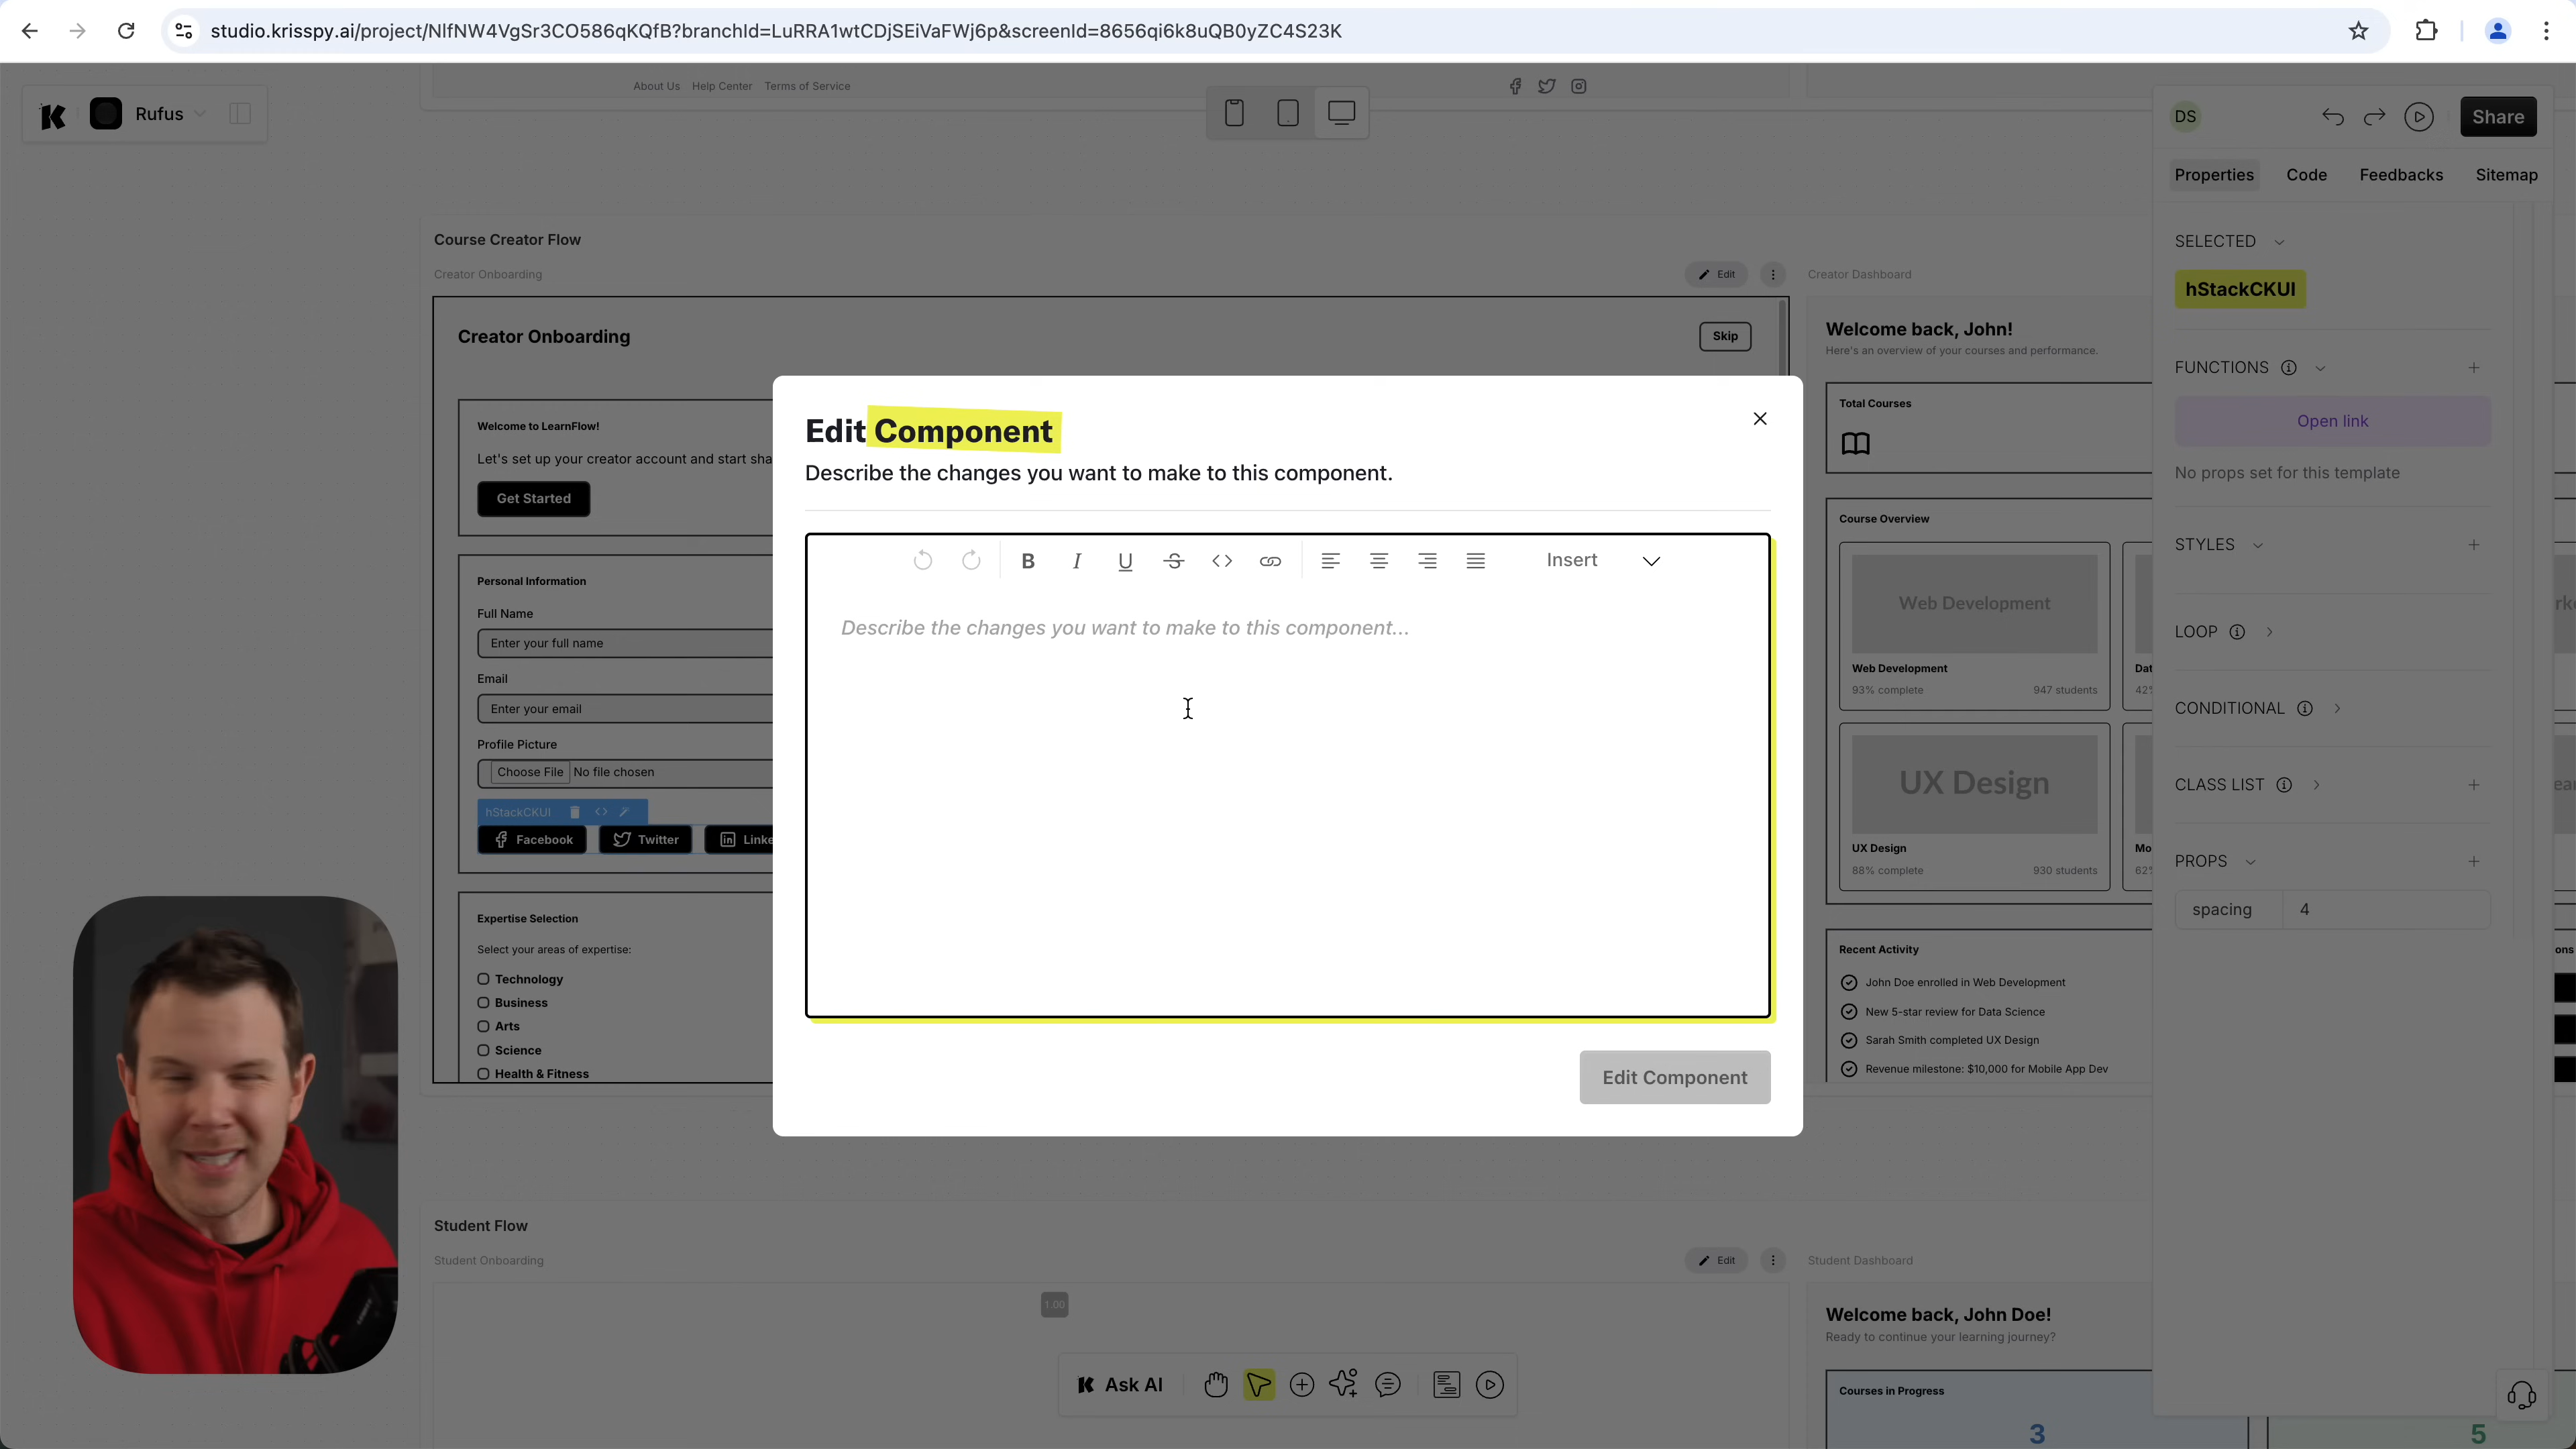 studio.krisspy.ai/project/NlfNW4VgSr3CO586qKQfB?branchId=LuRRA1wtCDjSEiVaFWj6p&screenId=8656qi6k8uQB0yZC4S23K
About Us Help Center Terms of Service
Rufus
DS
Share
Properties Code Feedbacks Sitemap
Course Creator Flow
Creator Onboarding
Edit
Creator Dashboard
Creator Onboarding
Skip
Welcome to LearnFlow!
Let's set up your creator account and start sha
Get Started
Personal Information
Full Name
Enter your full name
Email
Enter your email
Profile Picture
Choose File No file chosen
hStackCKUI
Facebook Twitter Linke
Expertise Selection
Select your areas of expertise:
Technology
Business
Arts
Science
Health & Fitness
Edit Component
Describe the changes you want to make to this component.
Insert
Describe the changes you want to make to this component...
Edit Component
Welcome back, John!
Here's an overview of your courses and performance.
Total Courses
Course Overview
Web Development
Web Development
93% complete 947 students
Dat
42%
UX Design
UX Design
88% complete 930 students
Mo
62%
Recent Activity
John Doe enrolled in Web Development
New 5-star review for Data Science
Sarah Smith completed UX Design
Revenue milestone: $10,000 for Mobile App Dev
SELECTED
hStackCKUI
FUNCTIONS
Open link
No props set for this template
STYLES
LOOP
CONDITIONAL
CLASS LIST
PROPS
spacing 4
ons
Student Flow
Student Onboarding
Edit
Student Dashboard
1.00
Ask AI
Welcome back, John Doe!
Ready to continue your learning journey?
Courses in Progress
3
5